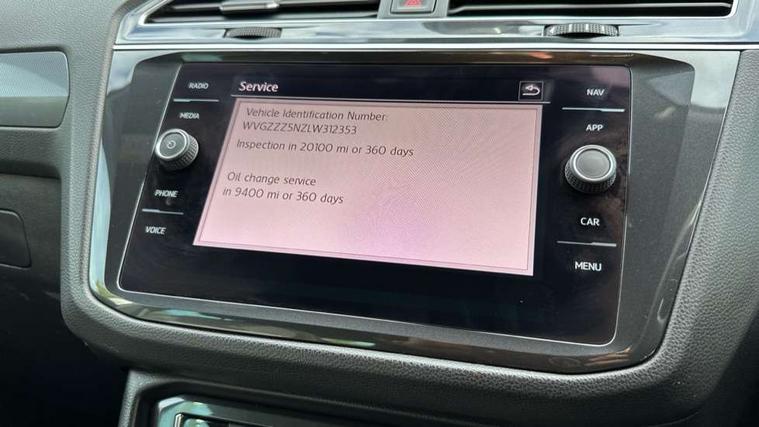 RADIO
MEDIA
PHONE
VOICE
Service
Vehicle Identification Number:
WVGZZZ5NZLW312353
Inspection in 20100 mi or 360 days
Oil change service
in 9400 mi or 360 days
NAV
APP
CAR
MENU